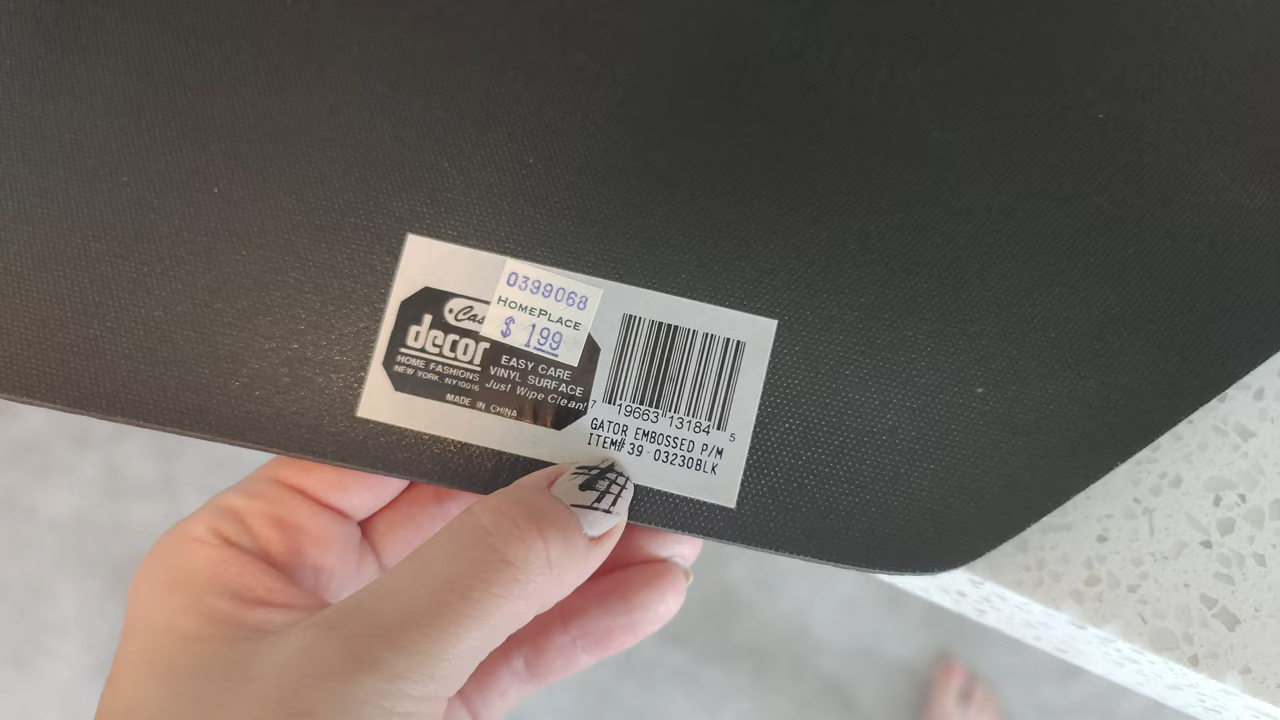 0399068
HOMEPLACE
$ 199
Cas
decor
HOME FASHIONS
NEW YORK, NY10016
EASY CARE
VINYL SURFACE
Just Wipe Clean!
MADE IN CHINA
7 19663 13184 5
GATOR EMBOSSED P/M
ITEM# 39-03230BLK